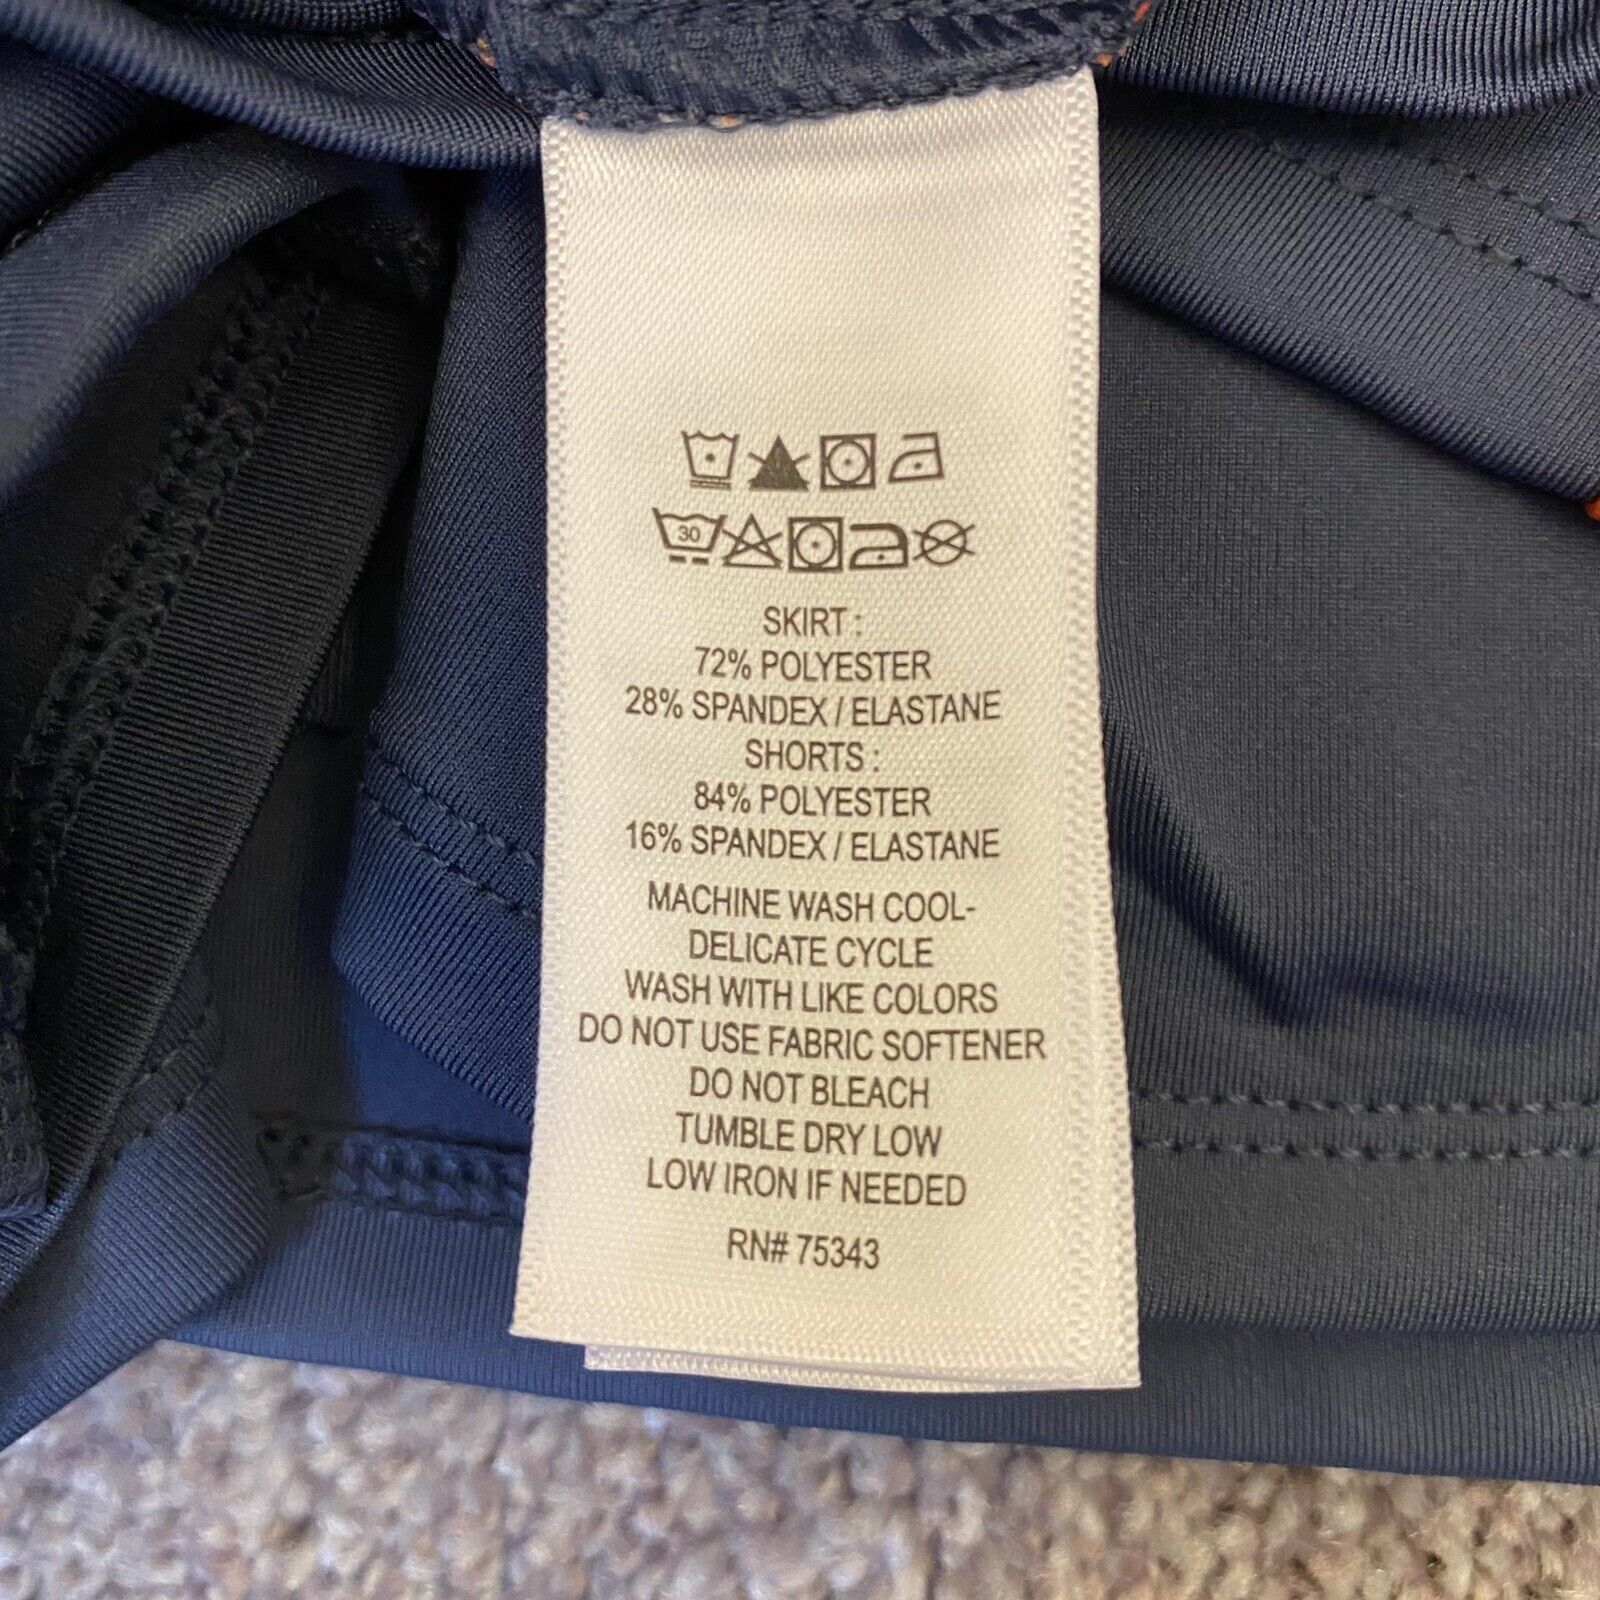 30
SKIRT :
72% POLYESTER
28% SPANDEX / ELASTANE
SHORTS :
84% POLYESTER
16% SPANDEX / ELASTANE
MACHINE WASH COOL-
DELICATE CYCLE
WASH WITH LIKE COLORS
DO NOT USE FABRIC SOFTENER
DO NOT BLEACH
TUMBLE DRY LOW
LOW IRON IF NEEDED
RN# 75343